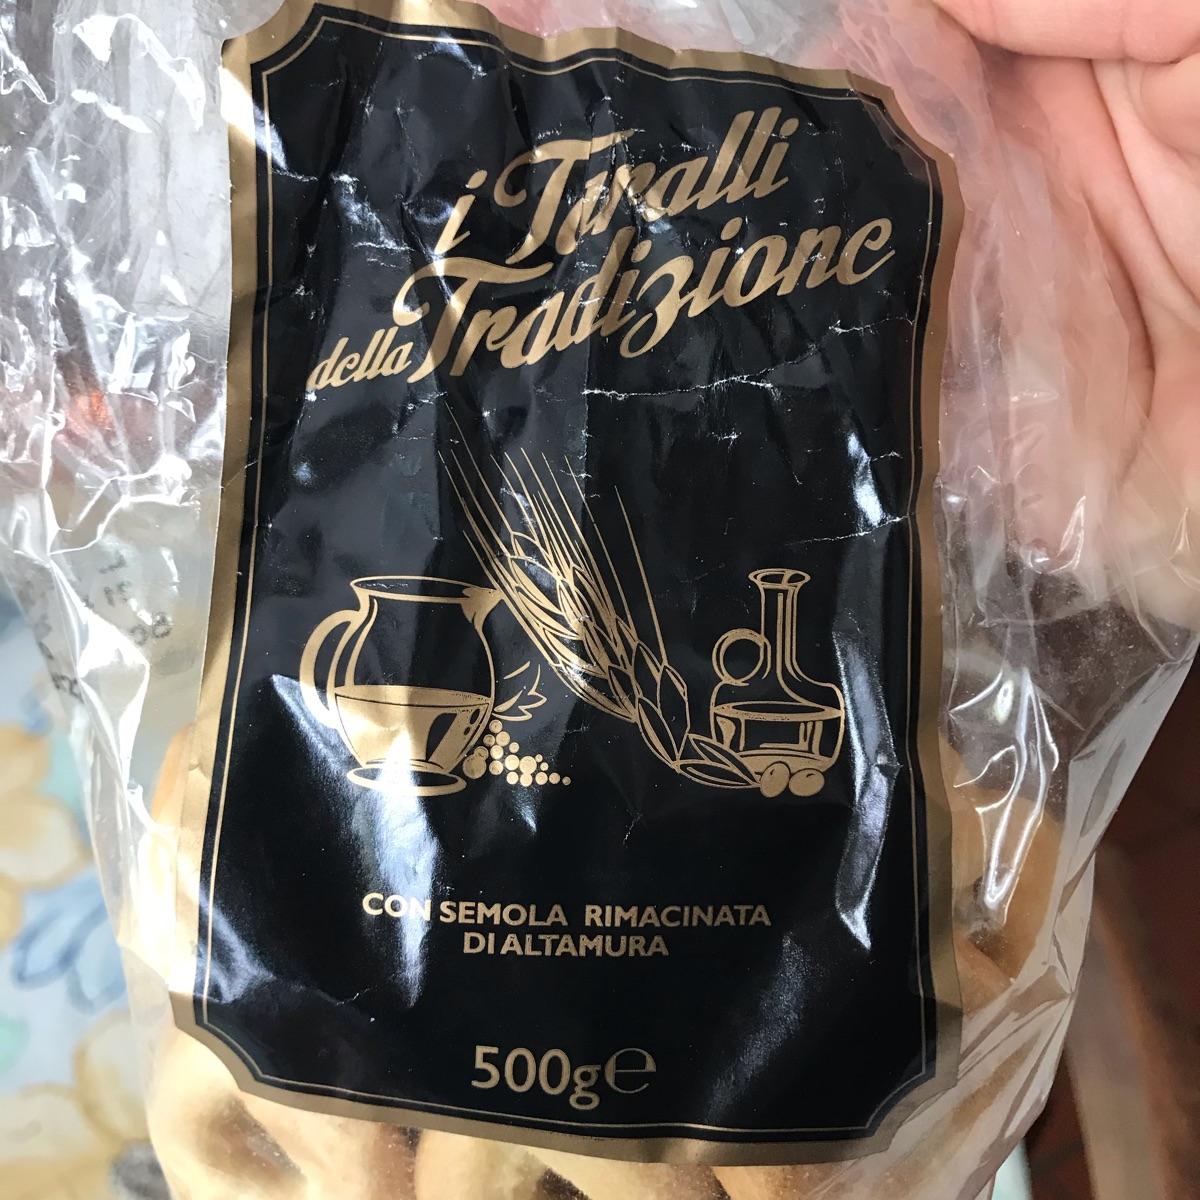 i Taralli
della Tradizione
CON SEMOLA RIMACINATA
DI ALTAMURA
500g℮